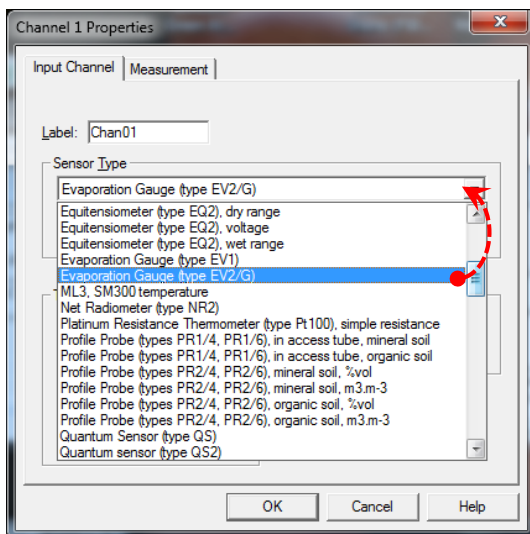 Channel 1 Properties
Input Channel
Measurement
Label: Chan01
Sensor Type
Evaporation Gauge (type EV2/G)
Equitensiometer (type EQ2), dry range
Equitensiometer (type EQ2), voltage
Equitensiometer (type EQ2), wet range
Evaporation Gauge (type EV1)
Evaporation Gauge (type EV2/G)
ML3, SM300 temperature
Net Radiometer (type NR2)
Platinum Resistance Thermometer (type Pt100), simple resistance
Profile Probe (types PR1/4, PR1/6), in access tube, mineral soil
Profile Probe (types PR1/4, PR1/6), in access tube, organic soil
Profile Probe (types PR2/4, PR2/6), mineral soil, %vol
Profile Probe (types PR2/4, PR2/6), mineral soil, m3.m-3
Profile Probe (types PR2/4, PR2/6), organic soil, %vol
Profile Probe (types PR2/4, PR2/6), organic soil, m3.m-3
Quantum Sensor (type QS)
Quantum sensor (type QS2)
OK
Cancel
Help